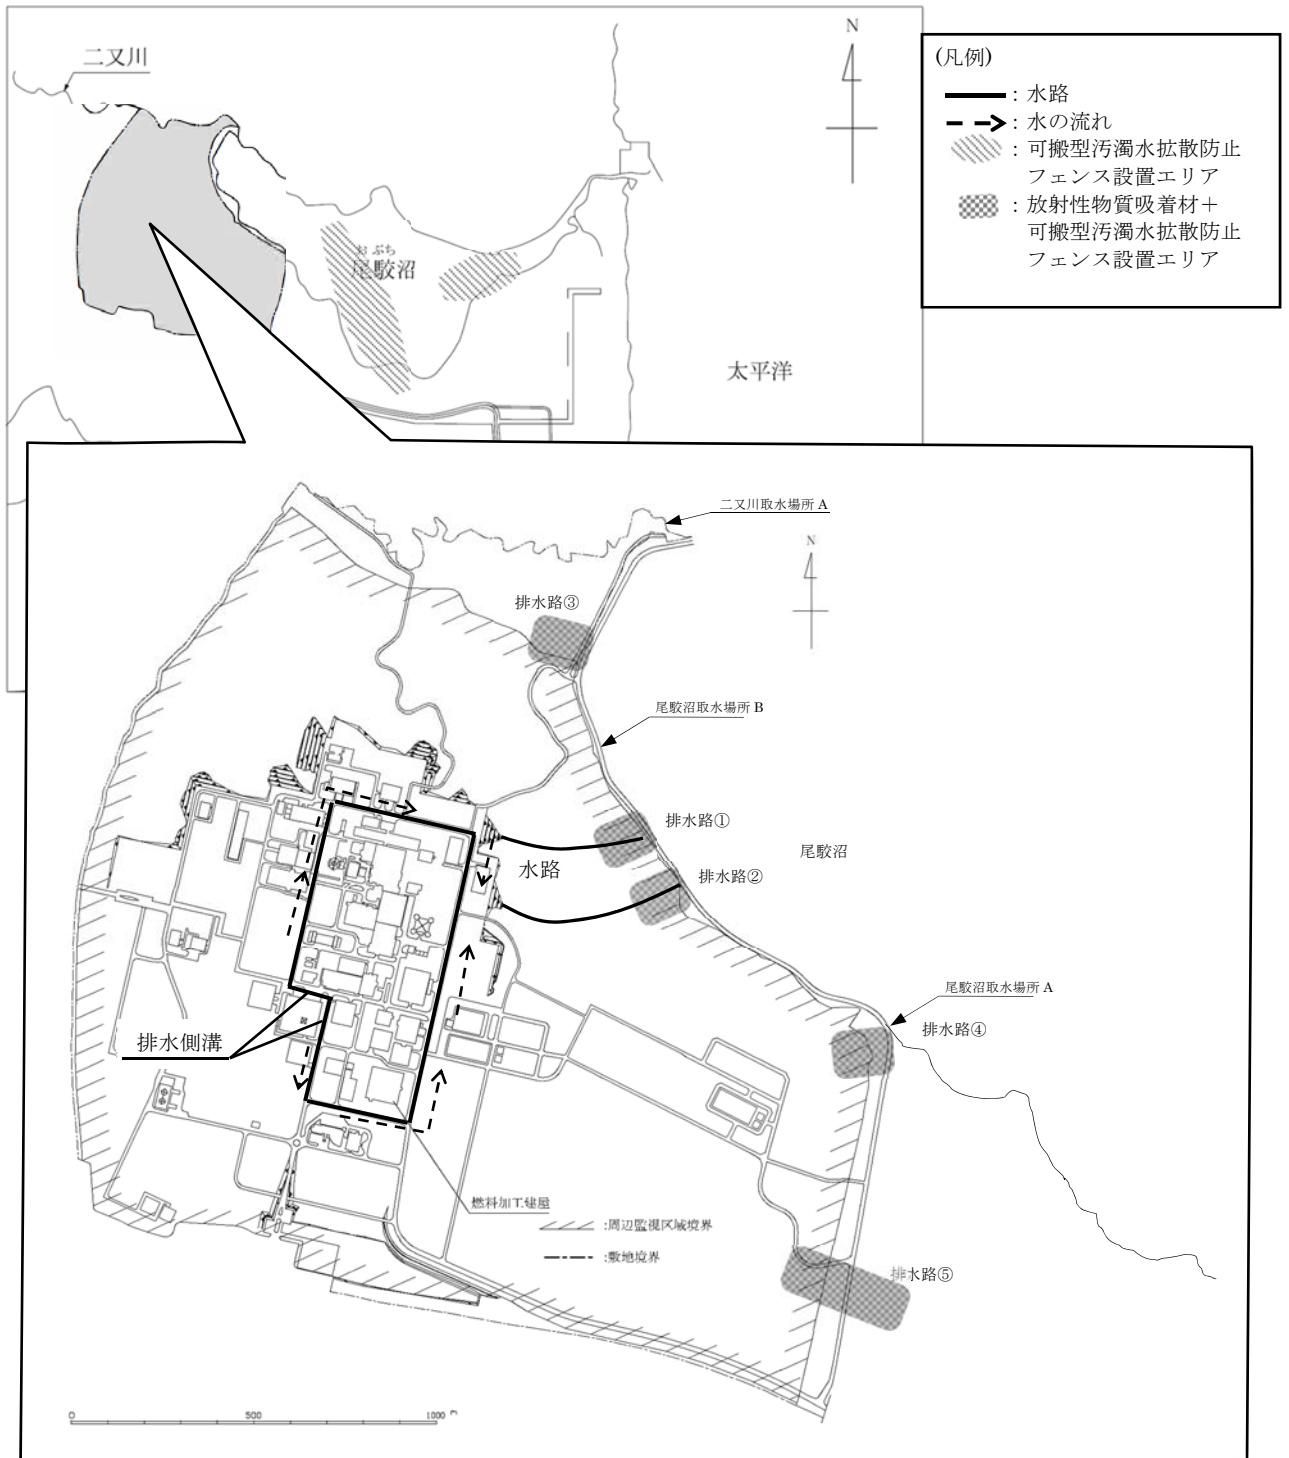 二又川
N
(凡例)
: 水路
: 水の流れ
: 可搬型汚濁水拡散防止
フェンス設置エリア
: 放射性物質吸着材＋
可搬型汚濁水拡散防止
フェンス設置エリア
おぶち
尾駮沼
太平洋
二又川取水場所 A
N
排水路③
尾駮沼取水場所 B
排水路①
尾駮沼
水路
排水路②
尾駮沼取水場所 A
排水路④
排水側溝
燃料加工建屋
:周辺監視区域境界
:敷地境界
排水路⑤
0 500 1000 m